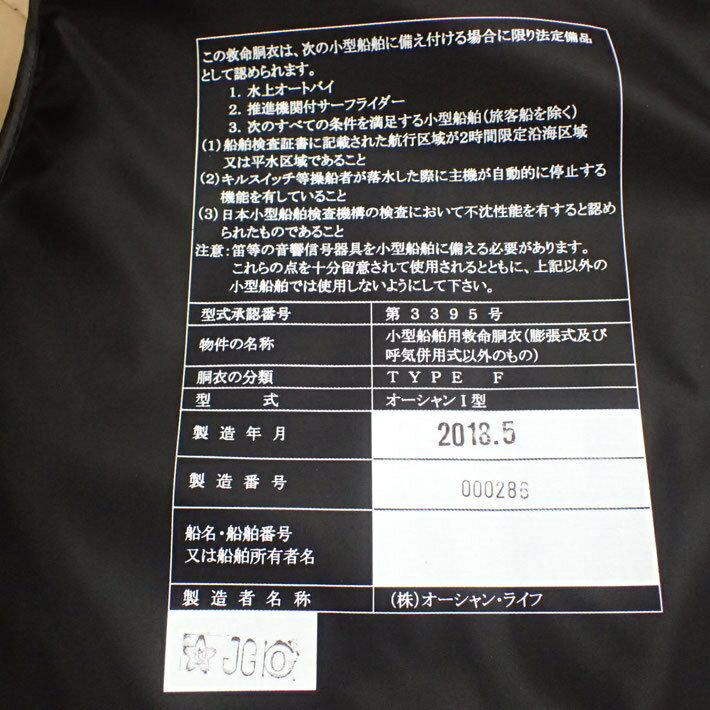 この救命胴衣は、次の小型船舶に備え付ける場合に限り法定備品
として認められます。
1. 水上オートバイ
2. 推進機関付サーフライダー
3. 次のすべての条件を満足する小型船舶(旅客船を除く)
(1)船舶検査証書に記載された航行区域が2時間限定沿海区域
又は平水区域であること
(2)キルスイッチ等操船者が落水した際に主機が自動的に停止する
機能を有していること
(3)日本小型船舶検査機構の検査において不沈性能を有すると認め
られたものであること
注意:笛等の音響信号器具を小型船舶に備える必要があります。
これらの点を十分留意されて使用されるとともに、上記以外の
小型船舶では使用しないようにして下さい。
型式承認番号 第3395号
物件の名称 小型船舶用救命胴衣(膨張式及び
呼気併用式以外のもの)
胴衣の分類 TYPE F
型式 オーシャンⅠ型
製造年月 2018.5
製造番号 000286
船名・船舶番号
又は船舶所有者名
製造者名称 (株)オーシャン・ライフ
JG 10